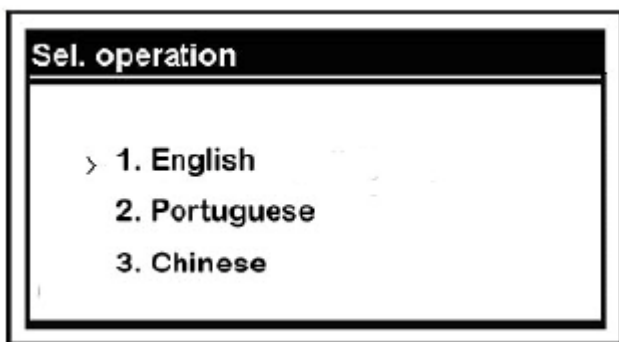 Sel. operation
> 1. English
2. Portuguese
3. Chinese